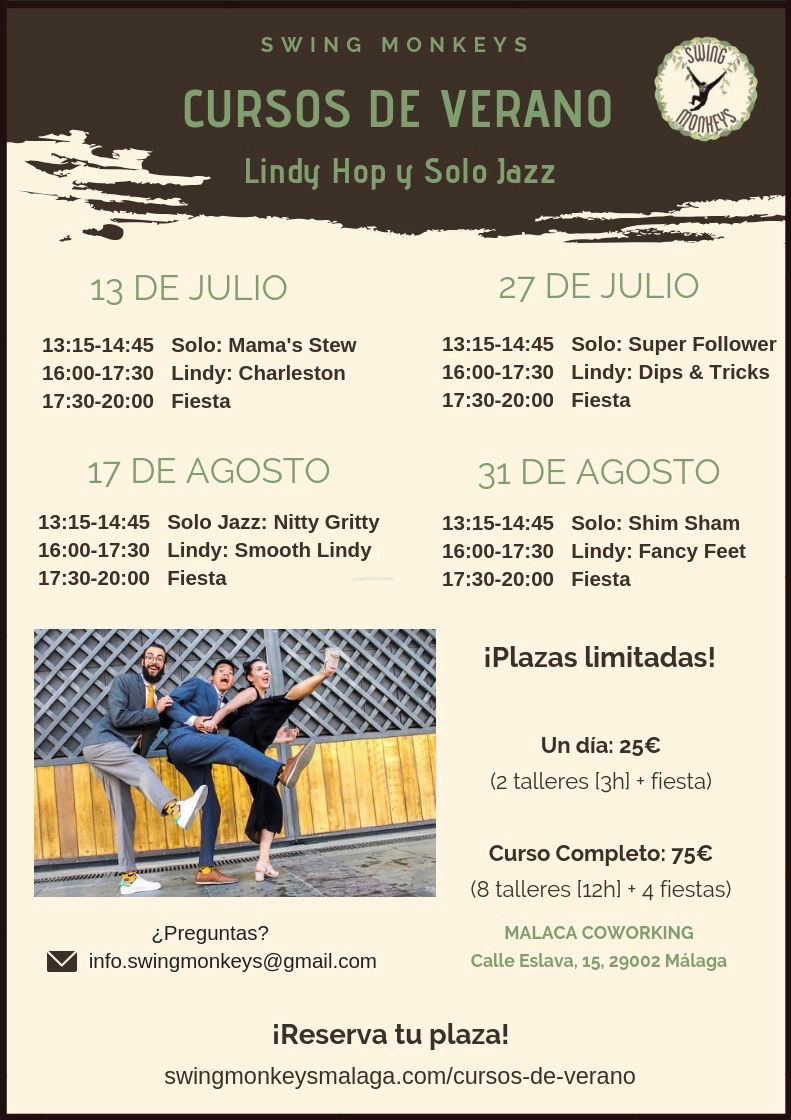 SWING MONKEYS
SWING
MONKEYS
CURSOS DE VERANO
Lindy Hop y Solo Jazz
13 DE JULIO
13:15-14:45 Solo: Mama's Stew
16:00-17:30 Lindy: Charleston
17:30-20:00 Fiesta
27 DE JULIO
13:15-14:45 Solo: Super Follower
16:00-17:30 Lindy: Dips & Tricks
17:30-20:00 Fiesta
17 DE AGOSTO
13:15-14:45 Solo Jazz: Nitty Gritty
16:00-17:30 Lindy: Smooth Lindy
17:30-20:00 Fiesta
31 DE AGOSTO
13:15-14:45 Solo: Shim Sham
16:00-17:30 Lindy: Fancy Feet
17:30-20:00 Fiesta
¡Plazas limitadas!
Un día: 25€
(2 talleres [3h] + fiesta)
Curso Completo: 75€
(8 talleres [12h] + 4 fiestas)
¿Preguntas?
info.swingmonkeys@gmail.com
MALACA COWORKING
Calle Eslava, 15, 29002 Málaga
¡Reserva tu plaza!
swingmonkeysmalaga.com/cursos-de-verano